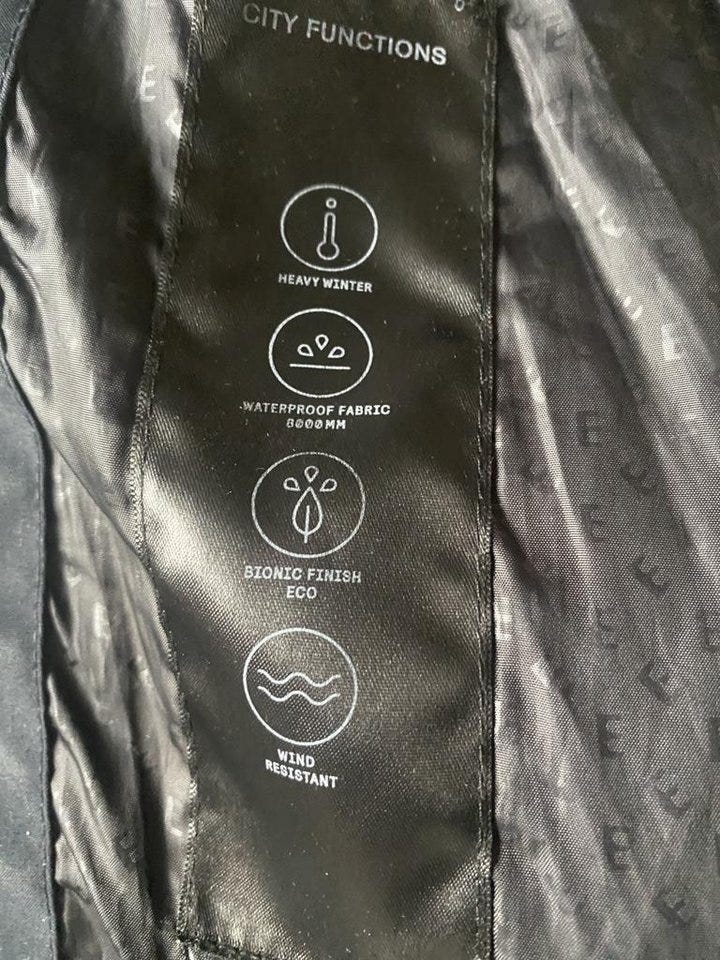 CITY FUNCTIONS
HEAVY WINTER
WATERPROOF FABRIC
8000MM
BIONIC FINISH
ECO
WIND
RESISTANT